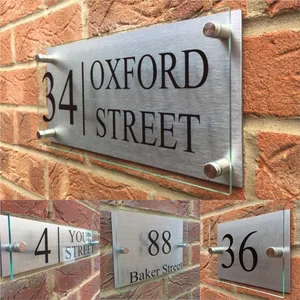 34 OXFORD
STREET
4 YOUR
STREET
88
Baker Street
36